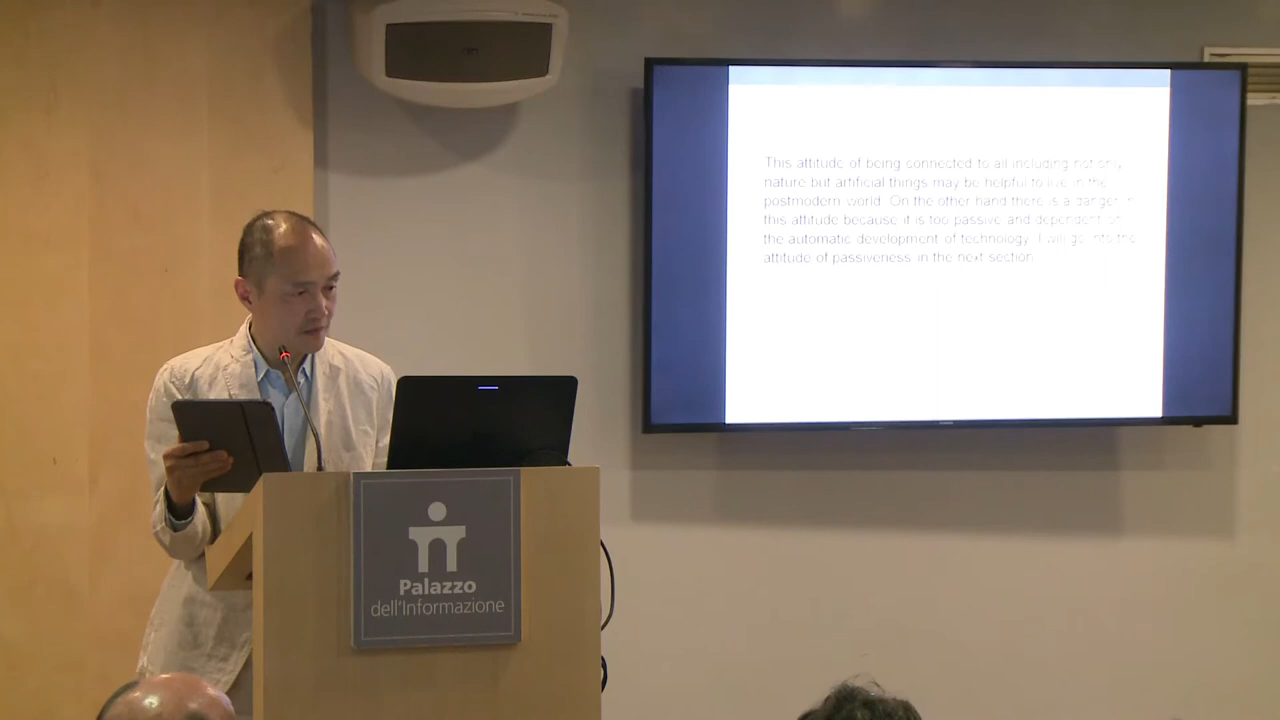 This attitude of being connected to all including not only
nature but artificial things may be helpful to live in the
postmodern world. On the other hand there is a danger in
this attitude because it is too passive and dependent on
the automatic development of technology. I will go into the
attitude of passiveness in the next section.
Palazzo
dell'Informazione